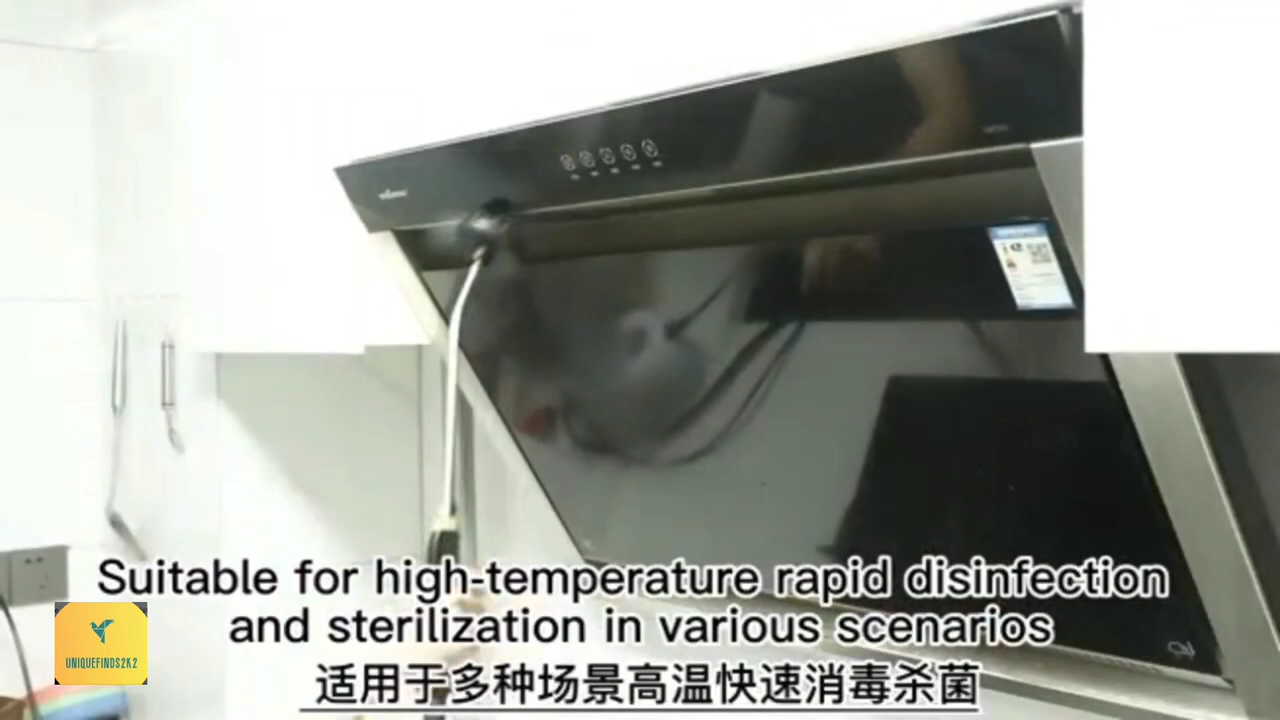 Suitable for high-temperature rapid disinfection
and sterilization in various scenarios
适用于多种场景高温快速消毒杀菌
UNIQUEFINDS2K2